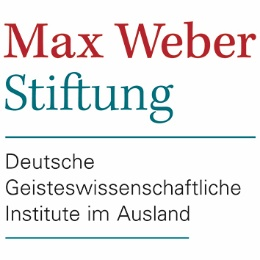 Max Weber
Stiftung
Deutsche
Geisteswissenschaftliche
Institute im Ausland